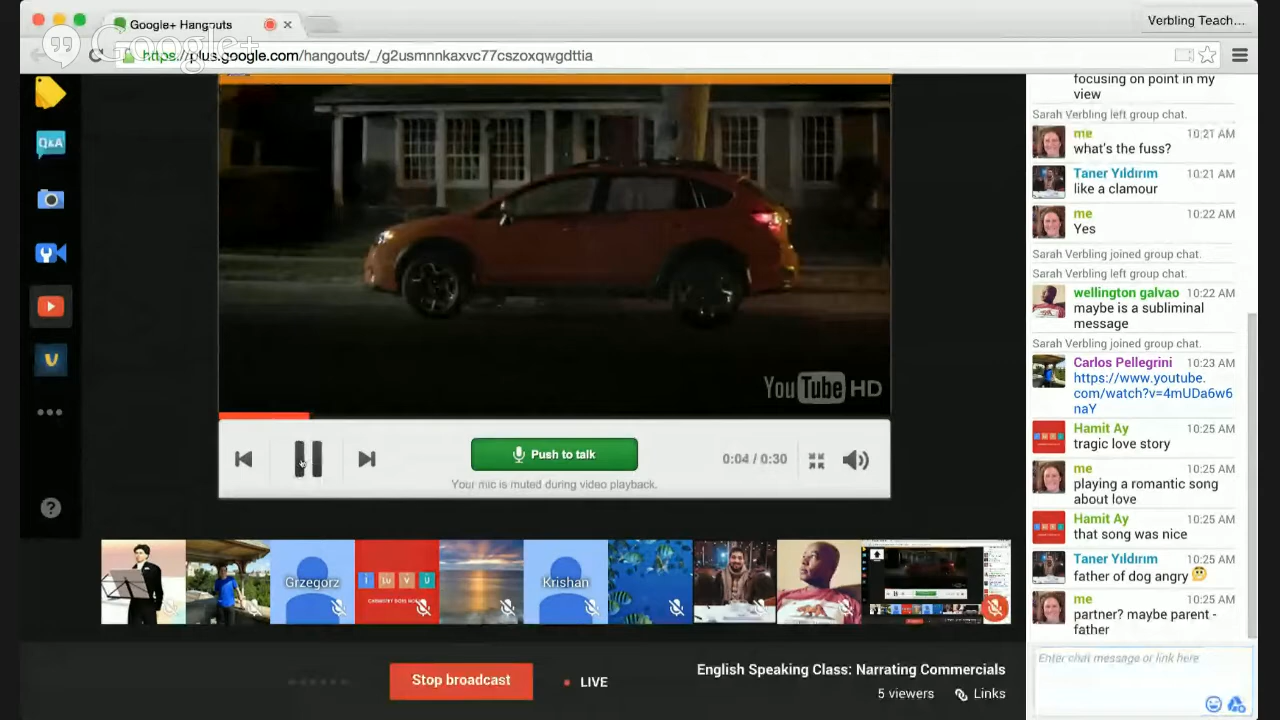 Google+ Hangouts
Verbling Teach...
Google+
https://plus.google.com/hangouts/_/g2usmnnkaxvc77cszoxgvgdttia
focusing on point in my
view
Sarah Verbling left group chat.
me 10:21 AM
what's the fuss?
Taner Yıldırım 10:21 AM
like a clamour
me 10:22 AM
Yes
Sarah Verbling joined group chat.
Sarah Verbling left group chat.
wellington galvao 10:22 AM
maybe is a subliminal
message
Sarah Verbling joined group chat.
Carlos Pellegrini 10:23 AM
https://www.youtube.
com/watch?v=4mUDa6w6
naY
Hamit Ay 10:25 AM
tragic love story
me 10:25 AM
playing a romantic song
about love
Hamit Ay 10:25 AM
that song was nice
Taner Yıldırım 10:25 AM
father of dog angry
me 10:25 AM
partner? maybe parent -
father
Enter chat message or link here
Q&A
YouTube HD
Push to talk
0:04 / 0:30
Your mic is muted during video playback.
Grzegorz
I LUV U
Krishan
Stop broadcast
LIVE
English Speaking Class: Narrating Commercials
5 viewers
Links